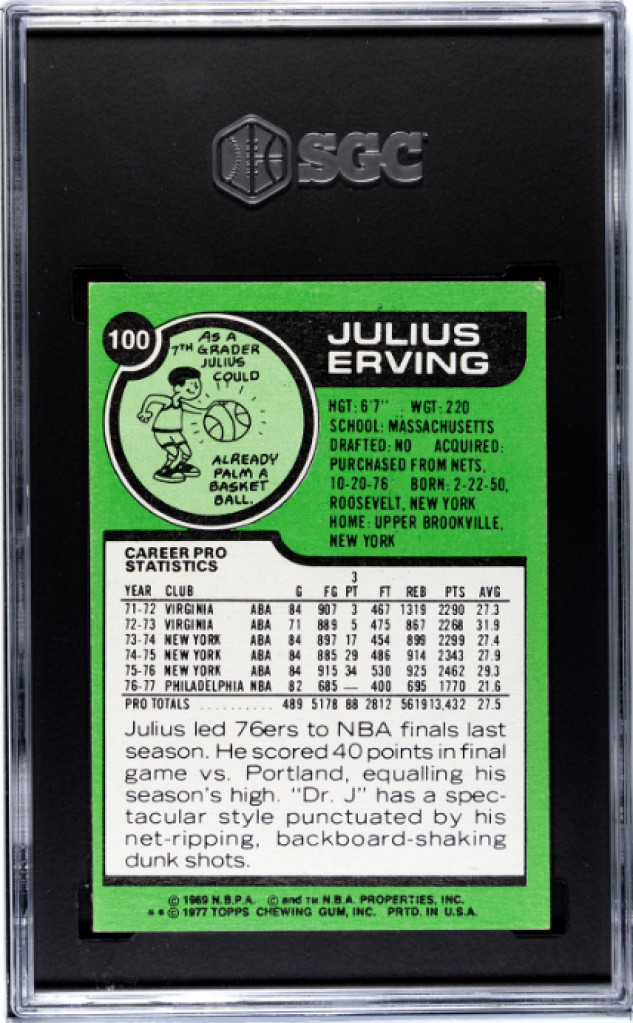 SGC
100
AS A
7TH GRADER
JULIUS
COULD
ALREADY
PALM A
BASKET
BALL.
JULIUS
ERVING
HGT: 6'7" WGT: 220
SCHOOL: MASSACHUSETTS
DRAFTED: NO ACQUIRED:
PURCHASED FROM NETS,
10-20-76 BORN: 2-22-50,
ROOSEVELT, NEW YORK
HOME: UPPER BROOKVILLE,
NEW YORK
CAREER PRO
STATISTICS
YEAR CLUB G FG 3 PT FT REB PTS AVG
71-72 VIRGINIA ABA 84 907 3 467 1319 2290 27.3
72-73 VIRGINIA ABA 71 889 5 475 867 2268 31.9
73-74 NEW YORK ABA 84 897 17 454 899 2299 27.4
74-75 NEW YORK ABA 84 885 29 486 914 2343 27.9
75-76 NEW YORK ABA 84 915 34 530 925 2462 29.3
76-77 PHILADELPHIA NBA 82 685 — 400 695 1770 21.6
PRO TOTALS .......... 489 5178 88 2812 5619 13,432 27.5
Julius led 76ers to NBA finals last
season. He scored 40 points in final
game vs. Portland, equalling his
season's high. "Dr. J" has a spec-
tacular style punctuated by his
net-ripping, backboard-shaking
dunk shots.
© 1969 N.B.P.A. © and TM N.B.A. PROPERTIES, INC.
** © 1977 TOPPS CHEWING GUM, INC. PRTD. IN U.S.A.